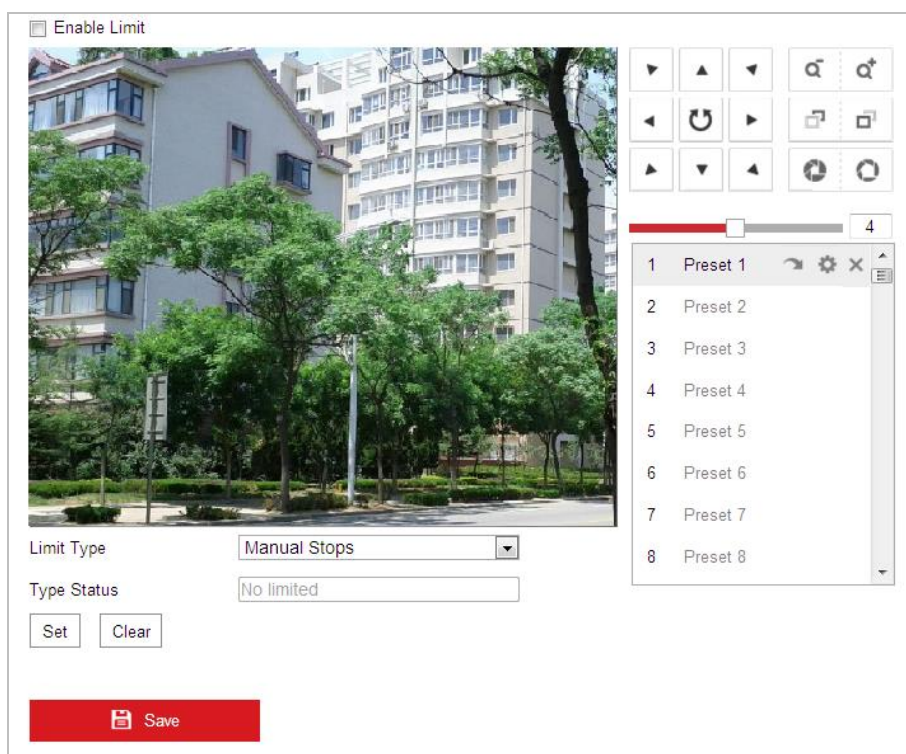 Enable Limit
4
1 Preset 1
2 Preset 2
3 Preset 3
4 Preset 4
5 Preset 5
6 Preset 6
7 Preset 7
8 Preset 8
Limit Type Manual Stops
Type Status No limited
Set Clear
Save